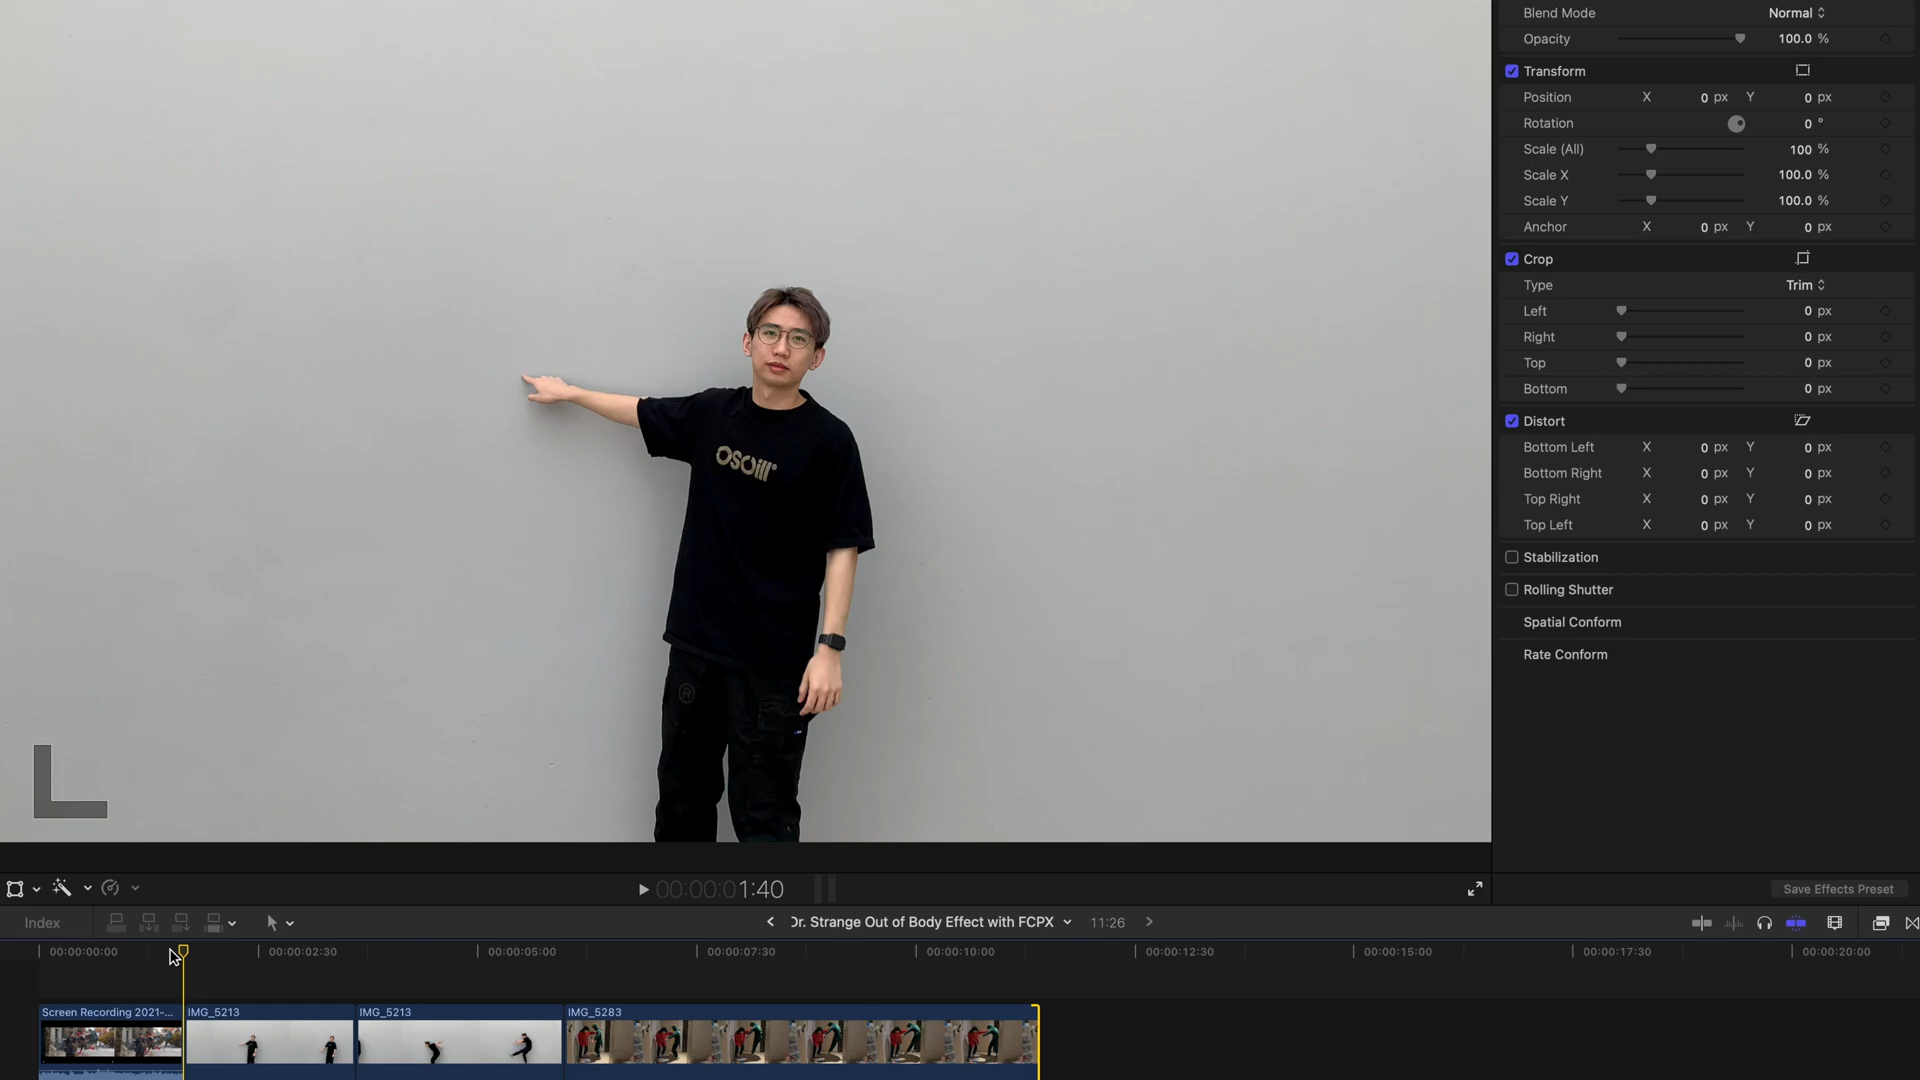 Blend Mode Normal
Opacity 100.0 %
Transform
Position X 0 px Y 0 px
Rotation 0 °
Scale (All) 100 %
Scale X 100.0 %
Scale Y 100.0 %
Anchor X 0 px Y 0 px
Crop
Type Trim
Left 0 px
Right 0 px
Top 0 px
Bottom 0 px
Distort
Bottom Left X 0 px Y 0 px
Bottom Right X 0 px Y 0 px
Top Right X 0 px Y 0 px
Top Left X 0 px Y 0 px
Stabilization
Rolling Shutter
Spatial Conform
Rate Conform
®
00:00:01:40
Save Effects Preset
Index
Dr. Strange Out of Body Effect with FCPX 11:26
00:00:00:00 00:00:02:30 00:00:05:00 00:00:07:30 00:00:10:00 00:00:12:30 00:00:15:00 00:00:17:30 00:00:20:00
Screen Recording 2021-... IMG_5213 IMG_5213 IMG_5283